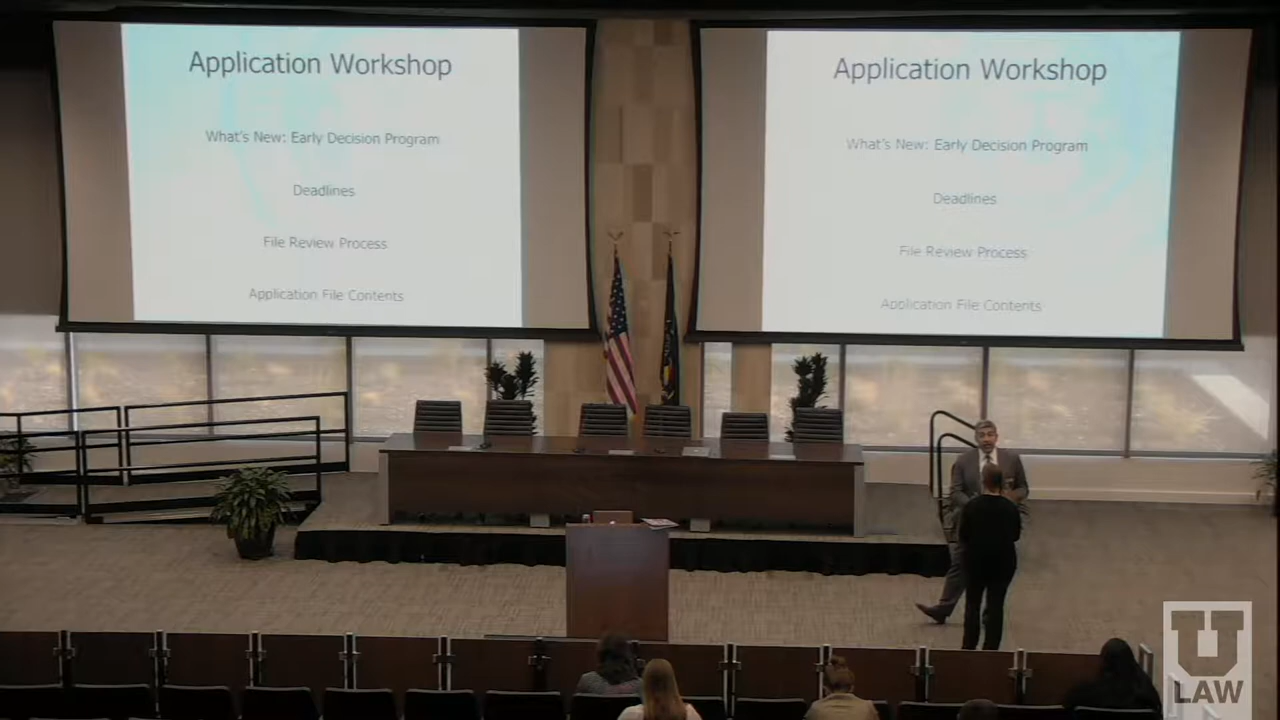 Application Workshop
What's New: Early Decision Program
Deadlines
File Review Process
Application File Contents
Application Workshop
What's New: Early Decision Program
Deadlines
File Review Process
Application File Contents
U
LAW